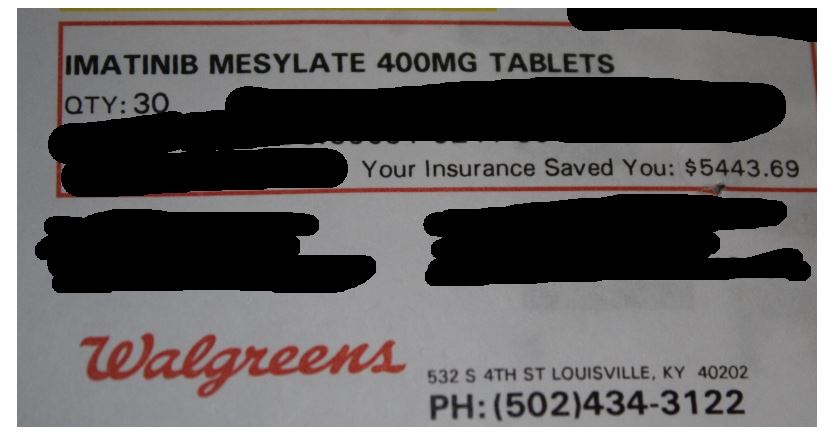 IMATINIB MESYLATE 400MG TABLETS
QTY: 30
Your Insurance Saved You: $5443.69
Walgreens
532 S 4TH ST LOUISVILLE, KY 40202
PH: (502)434-3122